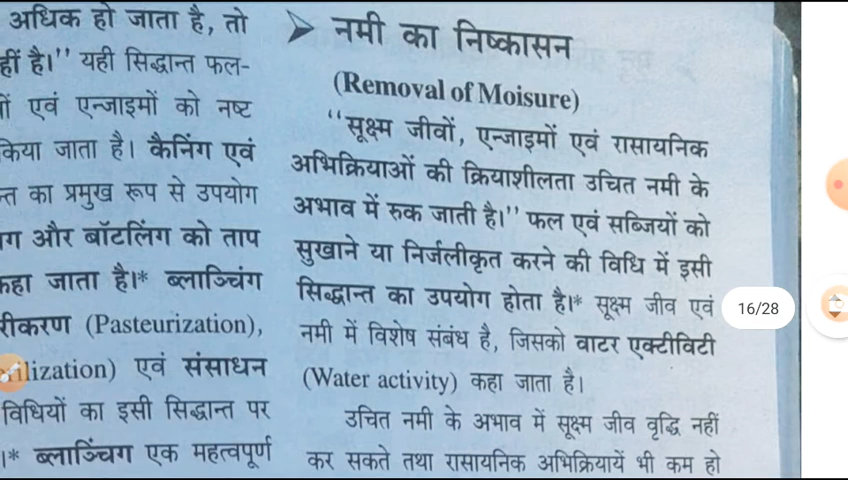 अधिक हो जाता है, तो
हीं है।'' यही सिद्धान्त फल-
एवं एन्जाइमों को नष्ट
किया जाता है। कैनिंग एवं
का प्रमुख रूप से उपयोग
और बॉटलिंग को ताप
कहा जाता है।* ब्लाञ्चिंग
रीकरण (Pasteurization),
ilization) एवं संसाधन
विधियों का इसी सिद्धान्त पर
।* ब्लाञ्चिंग एक महत्वपूर्ण
➢ नमी का निष्कासन
(Removal of Moisure)
''सूक्ष्म जीवों, एन्जाइमों एवं रासायनिक
अभिक्रियाओं की क्रियाशीलता उचित नमी के
अभाव में रुक जाती है।'' फल एवं सब्जियों को
सुखाने या निर्जलीकृत करने की विधि में इसी
सिद्धान्त का उपयोग होता है।* सूक्ष्म जीव एवं
नमी में विशेष संबंध है, जिसको वाटर एक्टीविटी
(Water activity) कहा जाता है।
उचित नमी के अभाव में सूक्ष्म जीव वृद्धि नहीं
कर सकते तथा रासायनिक अभिक्रियायें भी कम हो
16/28